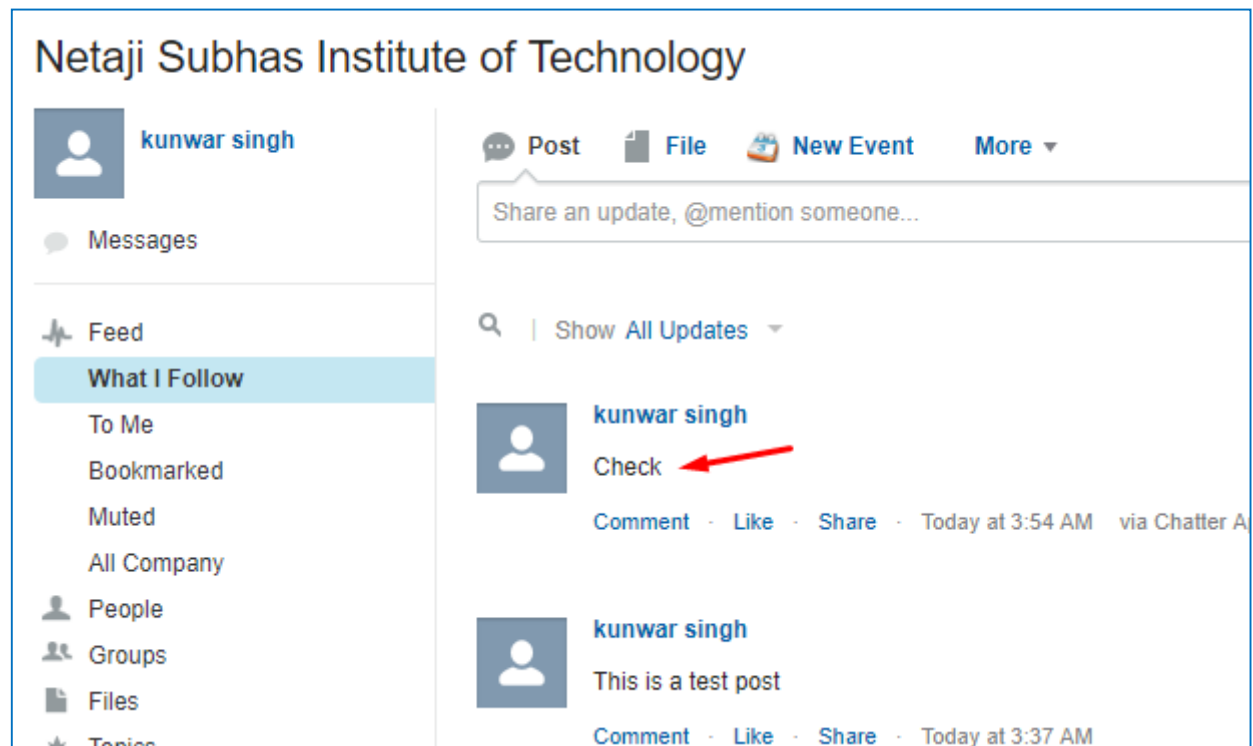 Netaji Subhas Institute of Technology
kunwar singh
Messages
Feed
What I Follow
To Me
Bookmarked
Muted
All Company
People
Groups
Files
Topics
Post File New Event More
Share an update, @mention someone...
Show All Updates
kunwar singh
Check
Comment · Like · Share · Today at 3:54 AM via Chatter
kunwar singh
This is a test post
Comment · Like · Share · Today at 3:37 AM